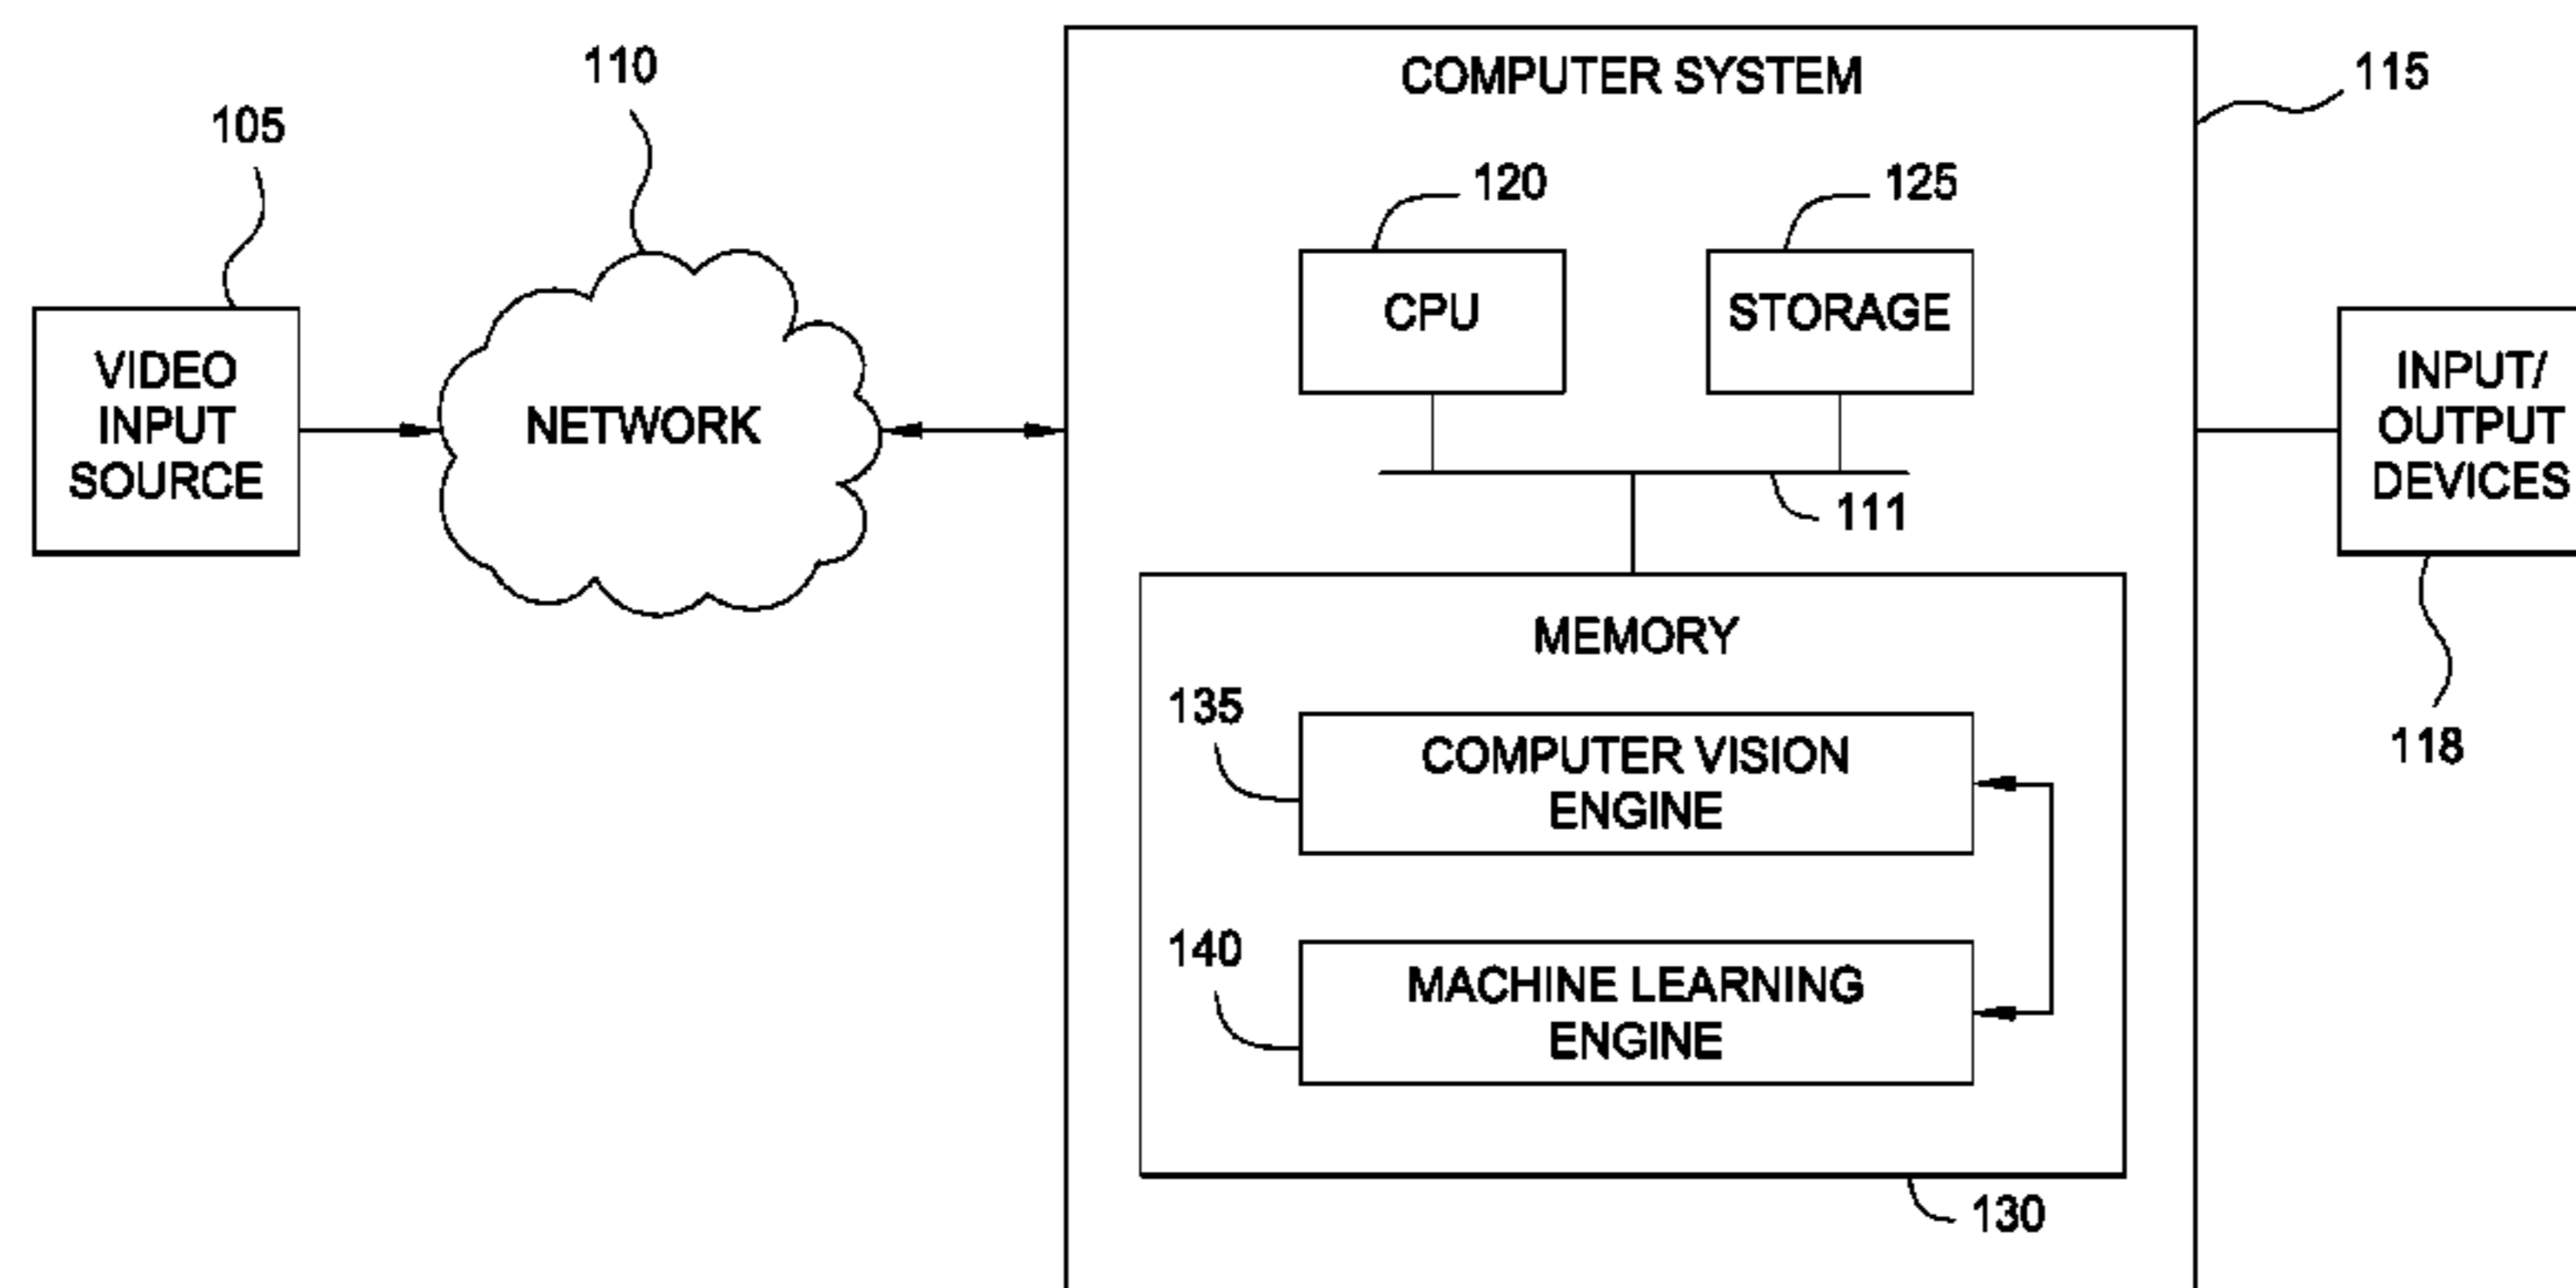 110
COMPUTER SYSTEM
115
105
120
125
CPU
STORAGE
VIDEO
INPUT
SOURCE
NETWORK
INPUT/
OUTPUT
DEVICES
111
MEMORY
135
COMPUTER VISION
ENGINE
118
140
MACHINE LEARNING
ENGINE
130